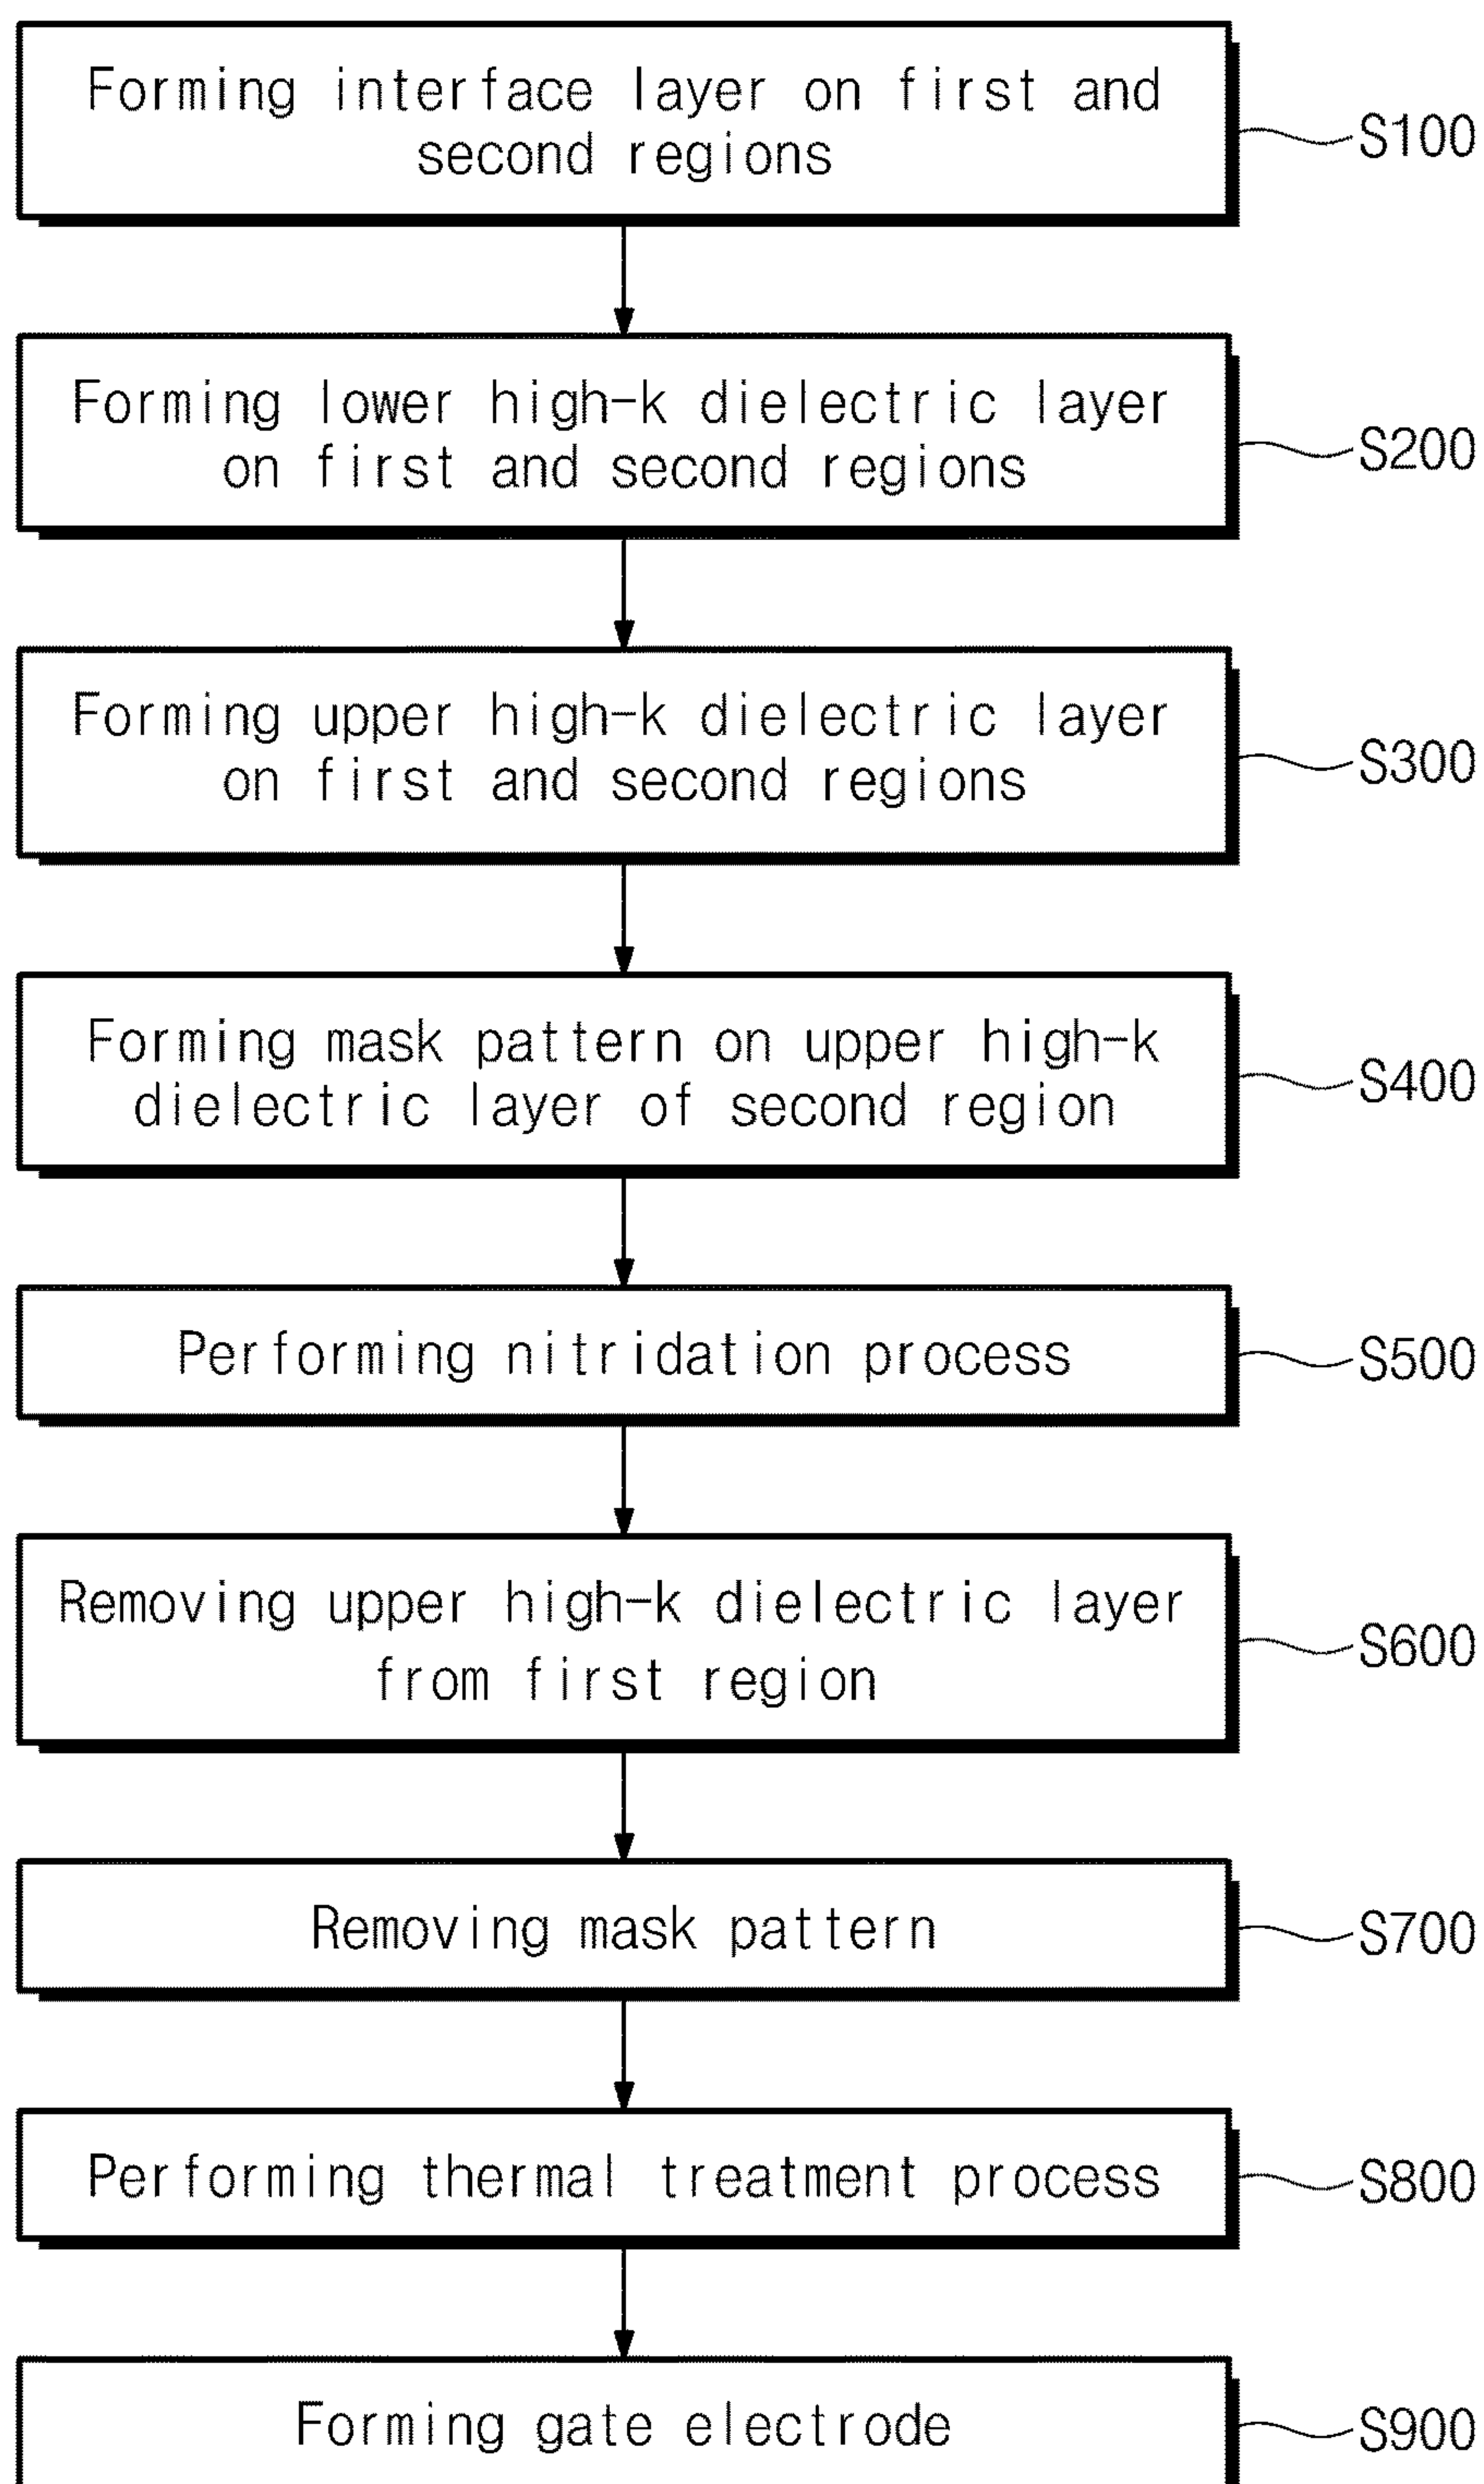 Forming interface layer on first and
second regions
S100
Forming lower high-k dielectric layer
on first and second regions
S200
Forming upper high-k dielectric layer
on first and second regions
S300
Forming mask pattern on upper high-k
dielectric layer of second region
S400
Performing nitridation process
S500
Removing upper high-k dielectric layer
from first region
S600
Removing mask pattern
S700
Performing thermal treatment process
S800
Forming gate electrode
S900